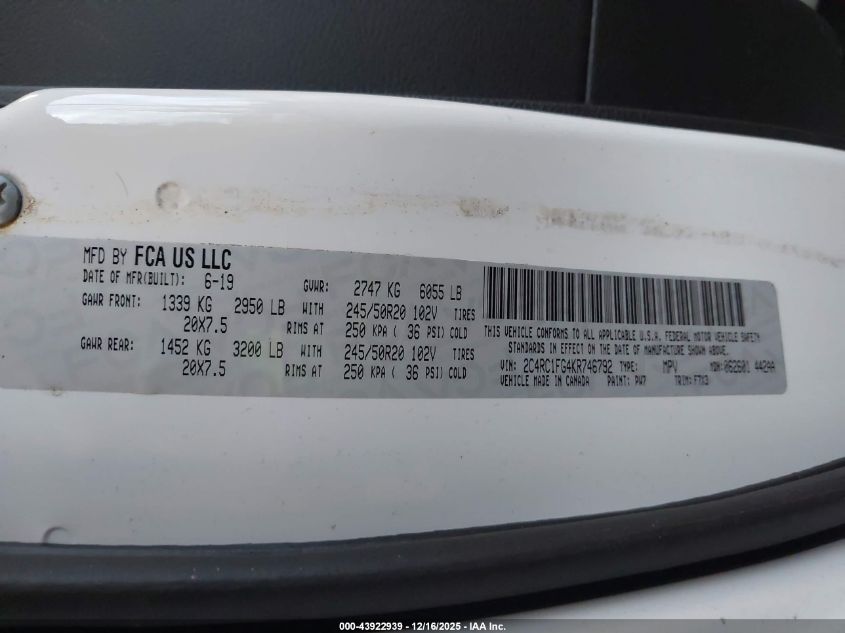 MFD BY FCA US LLC
DATE OF MFR(BUILT): 6-19 GVWR: 2747 KG 6055 LB
GAWR FRONT: 1339 KG 2950 LB WITH 245/50R20 102V TIRES
20X7.5 RIMS AT 250 KPA ( 36 PSI) COLD
GAWR REAR: 1452 KG 3200 LB WITH 245/50R20 102V TIRES
20X7.5 RIMS AT 250 KPA ( 36 PSI) COLD
THIS VEHICLE CONFORMS TO ALL APPLICABLE U.S.A. FEDERAL MOTOR VEHICLE SAFETY
STANDARDS IN EFFECT ON THE DATE OF MANUFACTURE SHOWN ABOVE.
VIN: 2C4RC1FG4KR746792 TYPE: MPV MDH: 062601 442AA
VEHICLE MADE IN CANADA PAINT: PW7 TRIM: F7X3
000-43922939 / 12/16/2025 - IAA Inc.